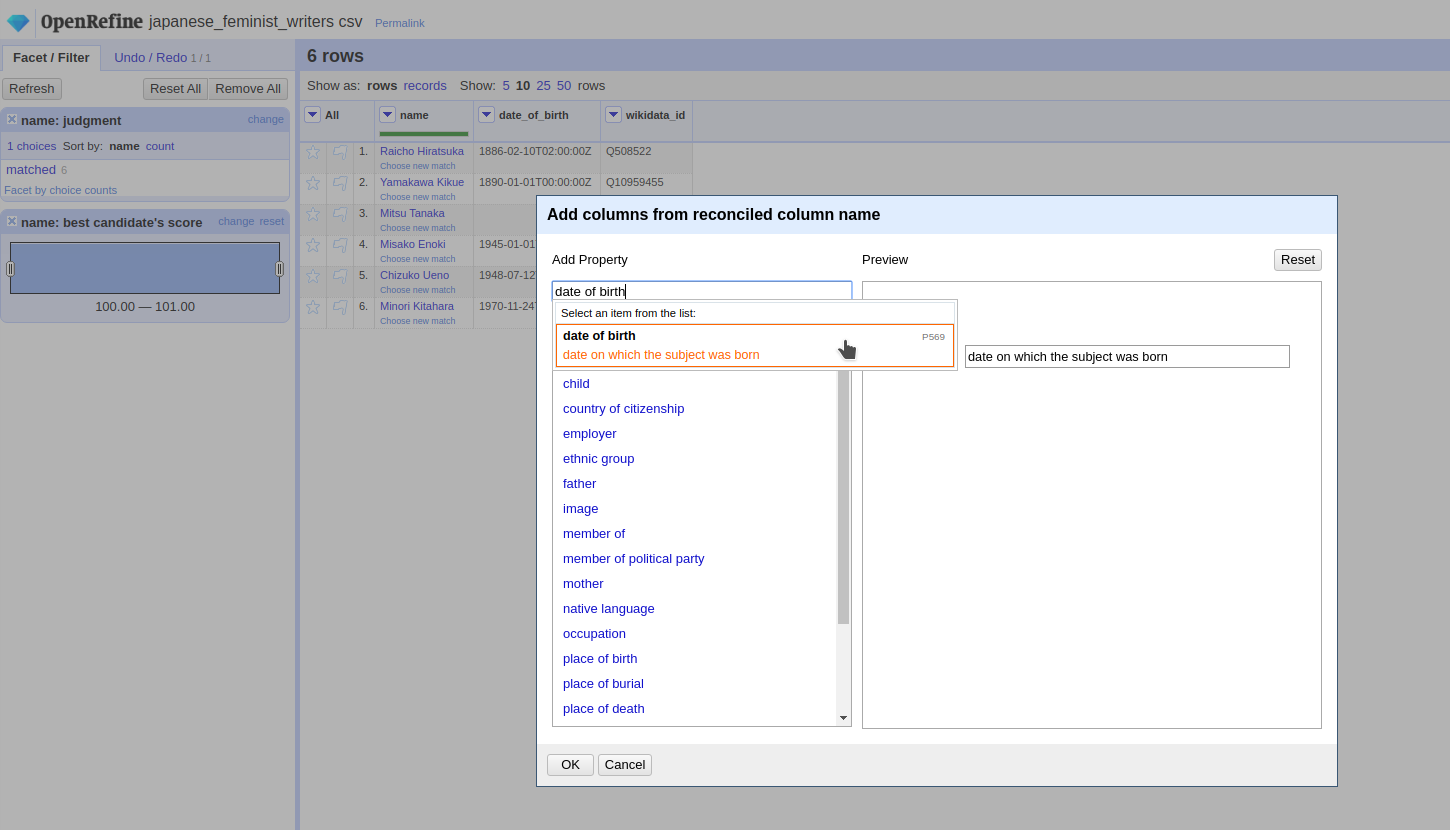 OpenRefine japanese_feminist_writers csv Permalink
Facet / Filter Undo / Redo 1 / 1
Refresh Reset All Remove All
name: judgment change
1 choices Sort by: name count
matched 6
Facet by choice counts
name: best candidate's score change reset
100.00 — 101.00
6 rows
Show as: rows records Show: 5 10 25 50 rows
All name date_of_birth wikidata_id
1. Raicho Hiratsuka 1886-02-10T02:00:00Z Q508522
Choose new match
2. Yamakawa Kikue 1890-01-01T00:00:00Z Q10959455
Choose new match
3. Mitsu Tanaka
Choose new match
4. Misako Enoki 1945-01-01
Choose new match
5. Chizuko Ueno 1948-07-12
Choose new match
6. Minori Kitahara 1970-11-24
Choose new match
Add columns from reconciled column name
Add Property Preview Reset
date of birth
Select an item from the list:
date of birth P569
date on which the subject was born
date on which the subject was born
child
country of citizenship
employer
ethnic group
father
image
member of
member of political party
mother
native language
occupation
place of birth
place of burial
place of death
OK Cancel